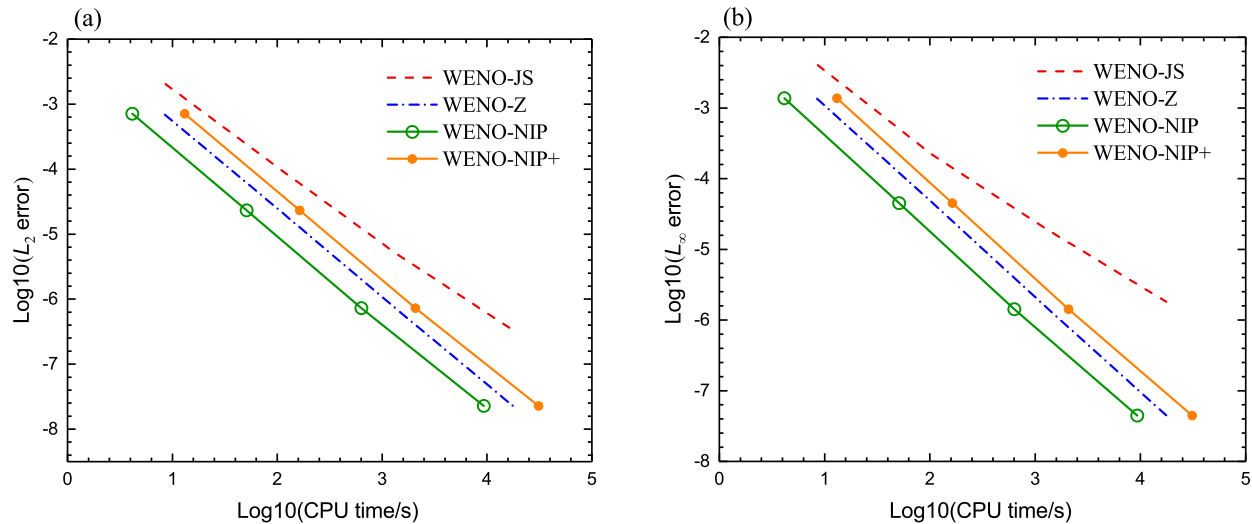 (a)
-2
-3
-4
-5
-6
-7
-8
Log10(L2 error)
WENO-JS
WENO-Z
WENO-NIP
WENO-NIP+
0 1 2 3 4 5
Log10(CPU time/s)
(b)
-2
-3
-4
-5
-6
-7
-8
Log10(L∞ error)
WENO-JS
WENO-Z
WENO-NIP
WENO-NIP+
0 1 2 3 4 5
Log10(CPU time/s)